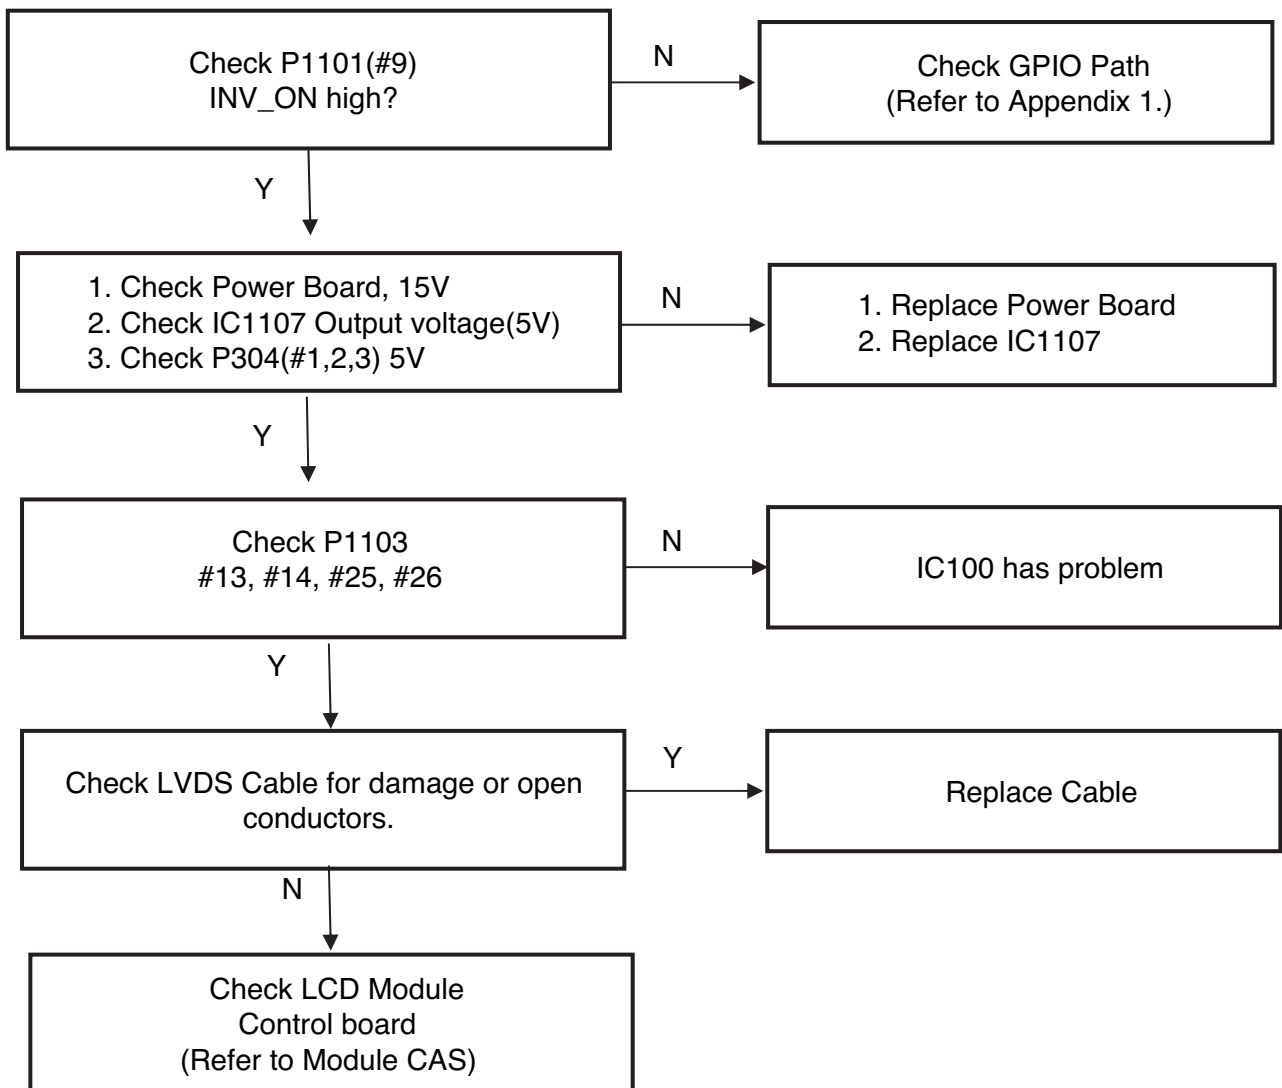 Check P1101(#9)
INV_ON high?
N
Check GPIO Path
(Refer to Appendix 1.)
Y
1. Check Power Board, 15V
2. Check IC1107 Output voltage(5V)
3. Check P304(#1,2,3) 5V
N
1. Replace Power Board
2. Replace IC1107
Y
Check P1103
#13, #14, #25, #26
N
IC100 has problem
Y
Check LVDS Cable for damage or open
conductors.
Y
Replace Cable
N
Check LCD Module
Control board
(Refer to Module CAS)